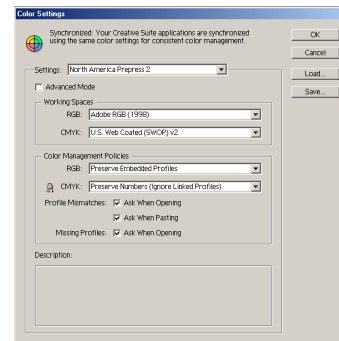 Color Settings
Synchronized: Your Creative Suite applications are synchronized
using the same color settings for consistent color management.
OK
Cancel
Load...
Save...
Settings: North America Prepress 2
Advanced Mode
Working Spaces
RGB: Adobe RGB (1998)
CMYK: U.S. Web Coated (SWOP) v2
Color Management Policies
RGB: Preserve Embedded Profiles
CMYK: Preserve Numbers (Ignore Linked Profiles)
Profile Mismatches: Ask When Opening
Ask When Pasting
Missing Profiles: Ask When Opening
Description: